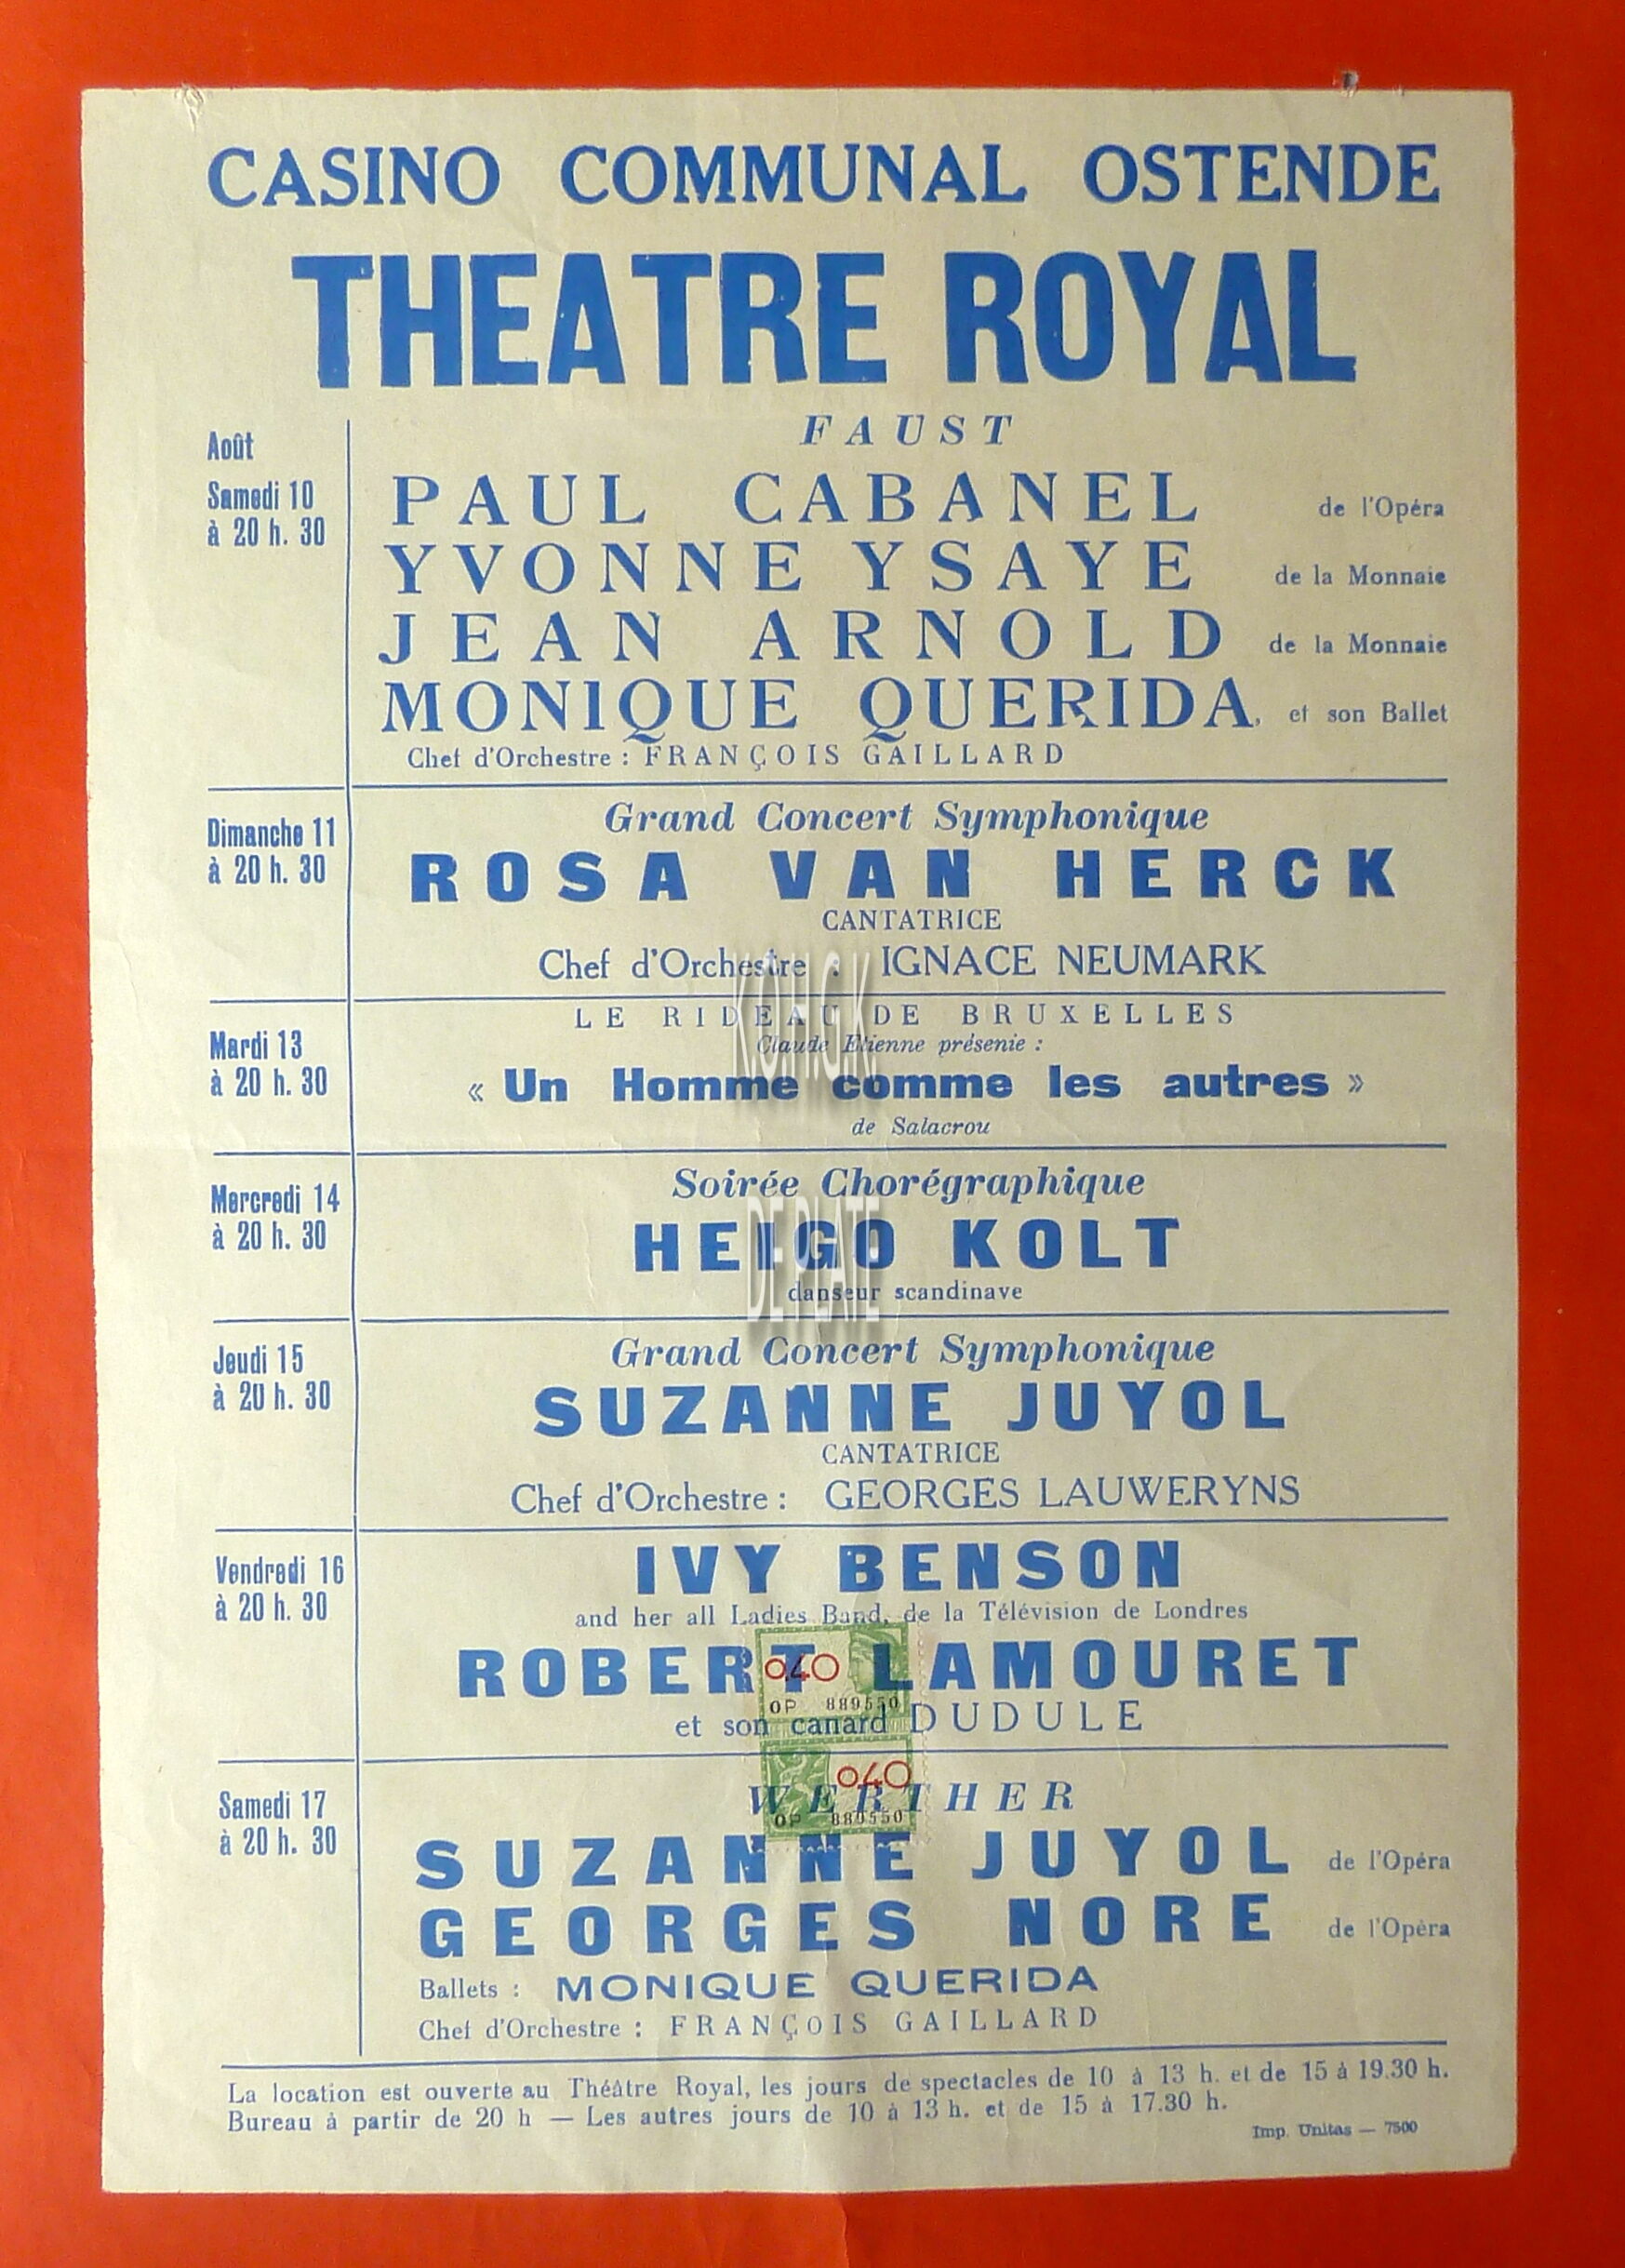 CASINO COMMUNAL OSTENDE
THEATRE ROYAL
Août
Samedi 10
à 20 h. 30
FAUST
PAUL CABANEL de l'Opéra
YVONNE YSAYE de la Monnaie
JEAN ARNOLD de la Monnaie
MONIQUE QUERIDA, et son Ballet
Chef d'Orchestre : FRANÇOIS GAILLARD
Dimanche 11
à 20 h. 30
Grand Concert Symphonique
ROSA VAN HERCK
CANTATRICE
Chef d'Orchestre : IGNACE NEUMARK
Mardi 13
à 20 h. 30
LE RIDEAU DE BRUXELLES
Claude Etienne présenie :
« Un Homme comme les autres »
de Salacrou
Mercredi 14
à 20 h. 30
Soirée Chorégraphique
HEIGO KOLT
danseur scandinave
Jeudi 15
à 20 h. 30
Grand Concert Symphonique
SUZANNE JUYOL
CANTATRICE
Chef d'Orchestre : GEORGES LAUWERYNS
Vendredi 16
à 20 h. 30
IVY BENSON
and her all Ladies Band, de la Télévision de Londres
ROBERT LAMOURET
et son canard DUDULE
Samedi 17
à 20 h. 30
WERTHER
SUZANNE JUYOL de l'Opéra
GEORGES NORE de l'Opèra
Ballets : MONIQUE QUERIDA
Chef d'Orchestre : FRANÇOIS GAILLARD
La location est ouverte au Théâtre Royal, les jours de spectacles de 10 à 13 h. et de 15 à 19.30 h.
Bureau à partir de 20 h — Les autres jours de 10 à 13 h. et de 15 à 17.30 h.
Imp. Unitas — 7500
KOH.G.K
DE PLATE
0.40
OP 889550
040
OP 889550